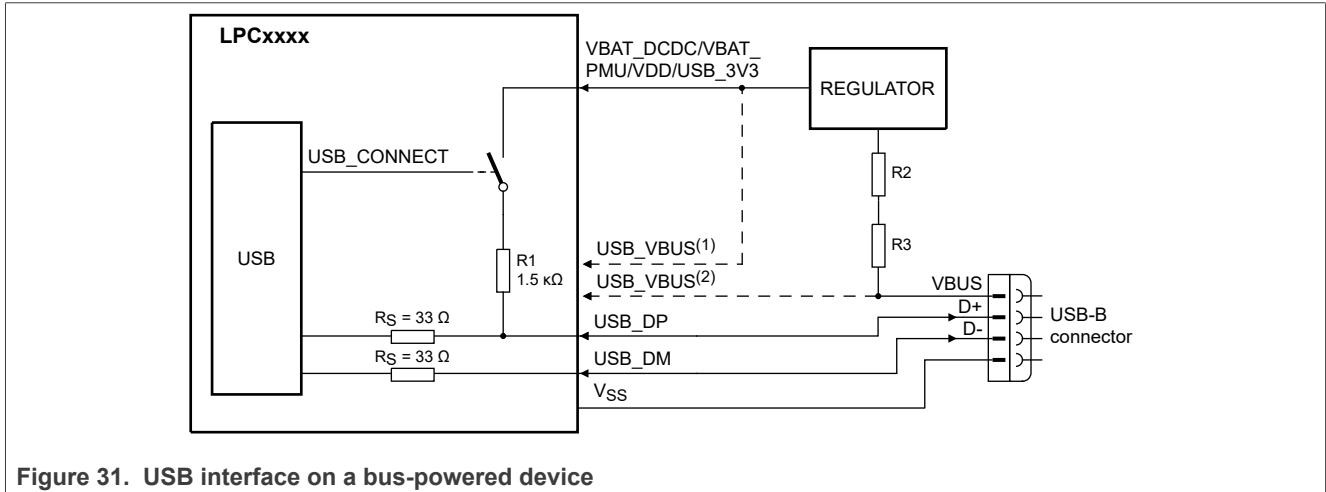 LPCxxxx
VBAT_DCDC/VBAT_
PMU/VDD/USB_3V3
REGULATOR
USB_CONNECT
R2
USB
R1
1.5 κΩ
USB_VBUS(1)
R3
USB_VBUS(2)
VBUS
RS = 33 Ω
USB_DP
D+
USB-B
connector
RS = 33 Ω
USB_DM
D-
VSS
Figure 31. USB interface on a bus-powered device